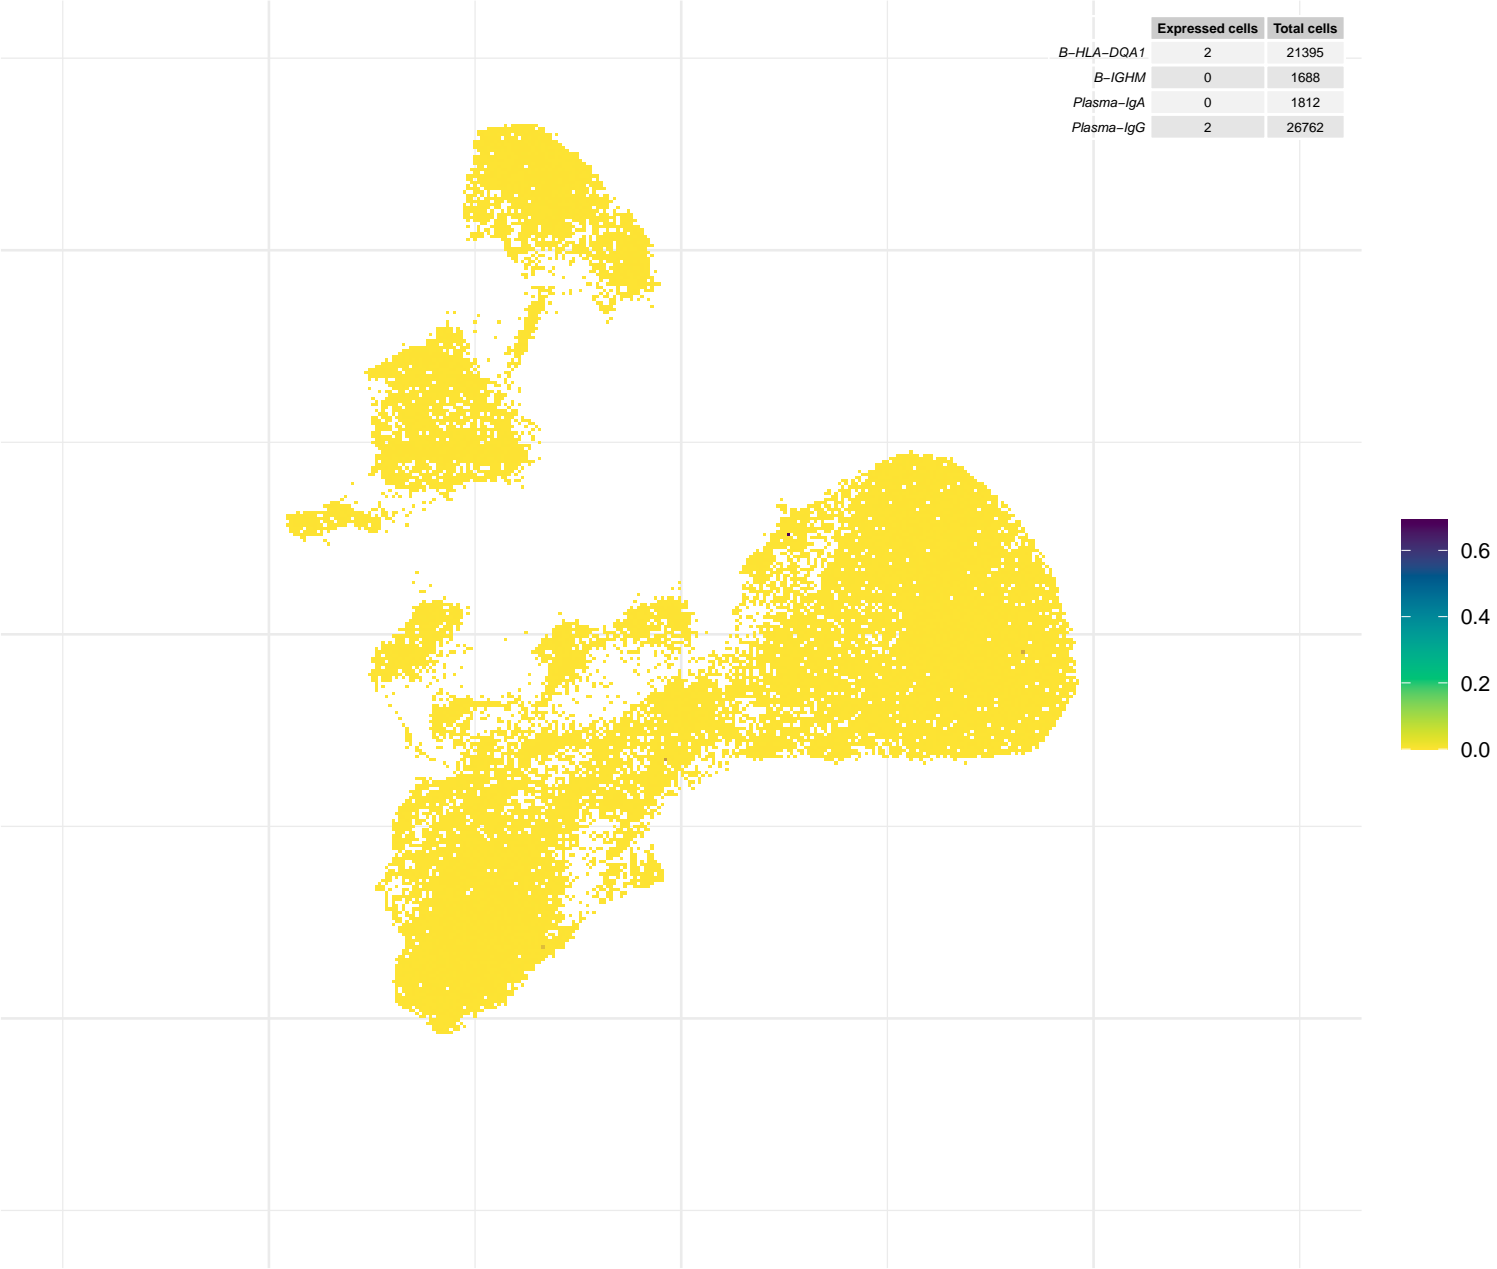 Expressed cells Total cells
B−HLA−DQA1 2 21395
B−IGHM 0 1688
Plasma−IgA 0 1812
Plasma−IgG 2 26762
0.6
0.4
0.2
0.0